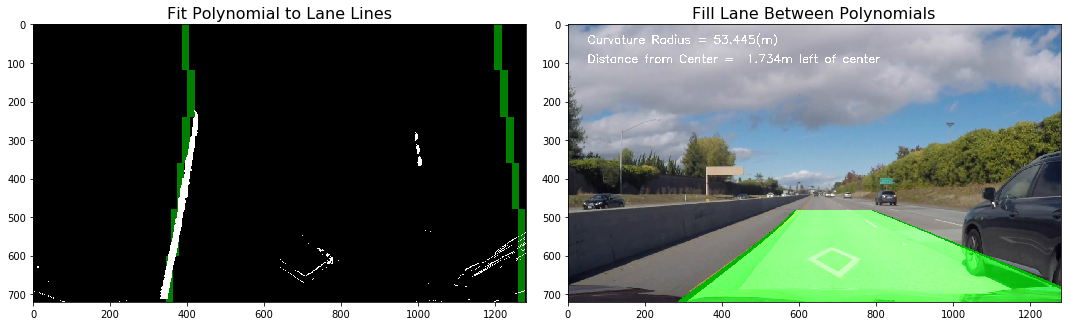 Fit Polynomial to Lane Lines
0
100
200
300
400
500
600
700
0 200 400 600 800 1000 1200
Fill Lane Between Polynomials
Curvature Radius = 53.445(m)
Distance from Center =  1.734m left of center
0
100
200
300
400
500
600
700
0 200 400 600 800 1000 1200